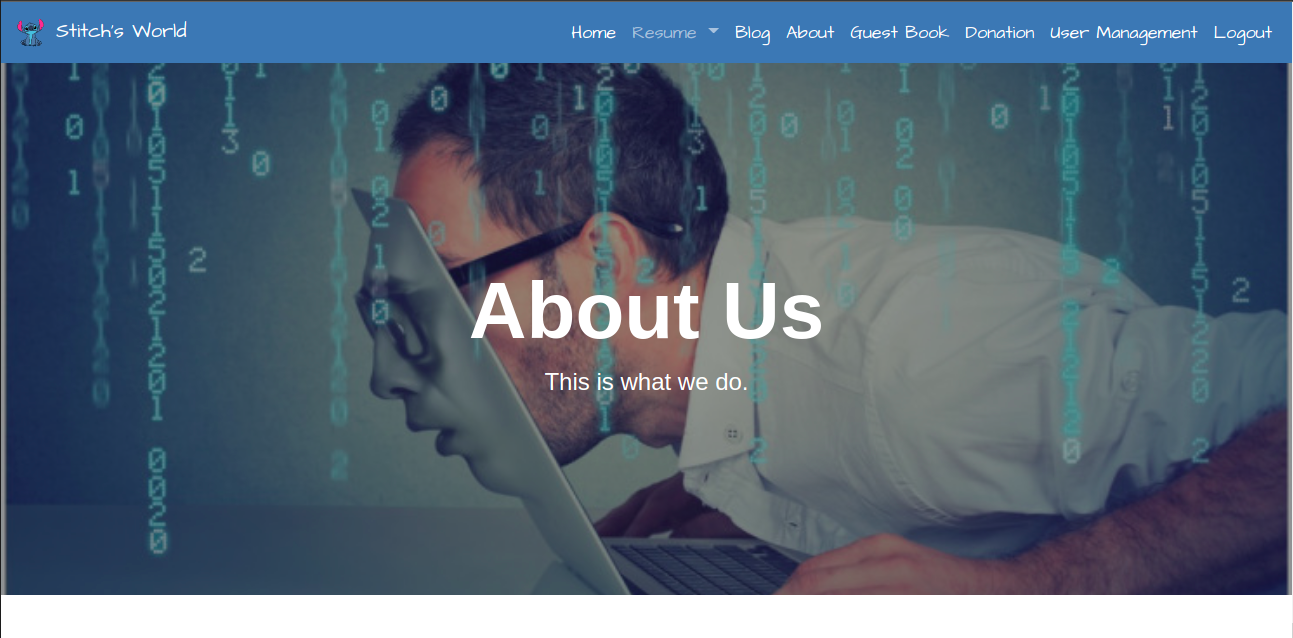 Stitch's World
Home Resume Blog About Guest Book Donation User Management Logout
About Us
This is what we do.